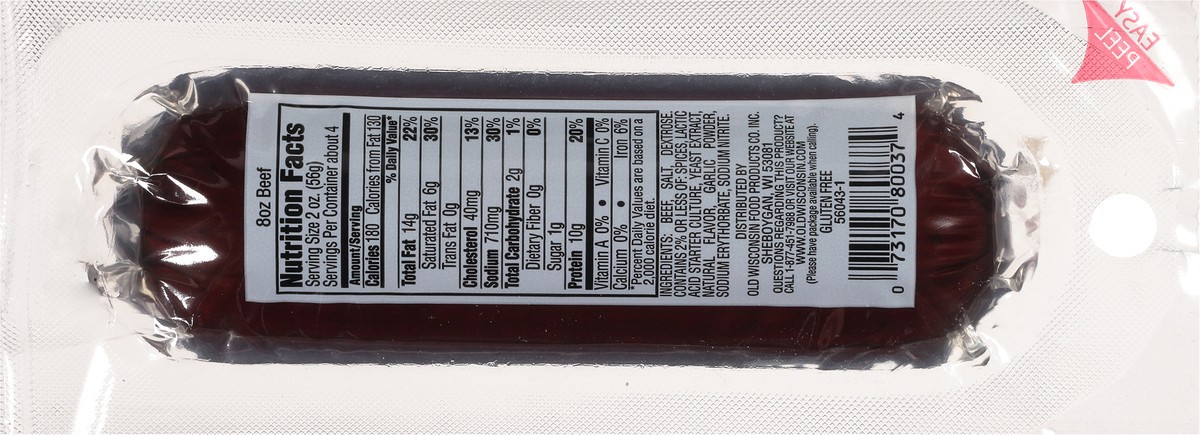 EASY
PEEL
8oz Beef
Nutrition Facts
Serving Size 2 oz. (56g)
Servings Per Container about 4
Amount/Serving
Calories 180 Calories from Fat 130
% Daily Value*
Total Fat 14g 22%
Saturated Fat 6g 30%
Trans Fat 0g
Cholesterol 40mg 13%
Sodium 710mg 30%
Total Carbohydrate 2g 1%
Dietary Fiber 0g 0%
Sugar 1g
Protein 10g 20%
Vitamin A 0% • Vitamin C 0%
Calcium 0% • Iron 6%
*Percent Daily Values are based on a
2,000 calorie diet.
INGREDIENTS: BEEF, SALT, DEXTROSE,
CONTAINS 2% OR LESS OF: SPICES, LACTIC
ACID STARTER CULTURE, YEAST EXTRACT,
NATURAL FLAVOR, GARLIC POWDER,
SODIUM ERYTHORBATE, SODIUM NITRITE.
DISTRIBUTED BY
OLD WISCONSIN FOOD PRODUCTS CO. INC.
SHEBOYGAN, WI 53081
QUESTIONS REGARDING THIS PRODUCT?
CALL 1-877-451-7988 OR VISIT OUR WEBSITE AT
WWW.OLDWISCONSIN.COM
(Please have package available when calling).
GLUTEN FREE
56043-1
0 73170 80037 4